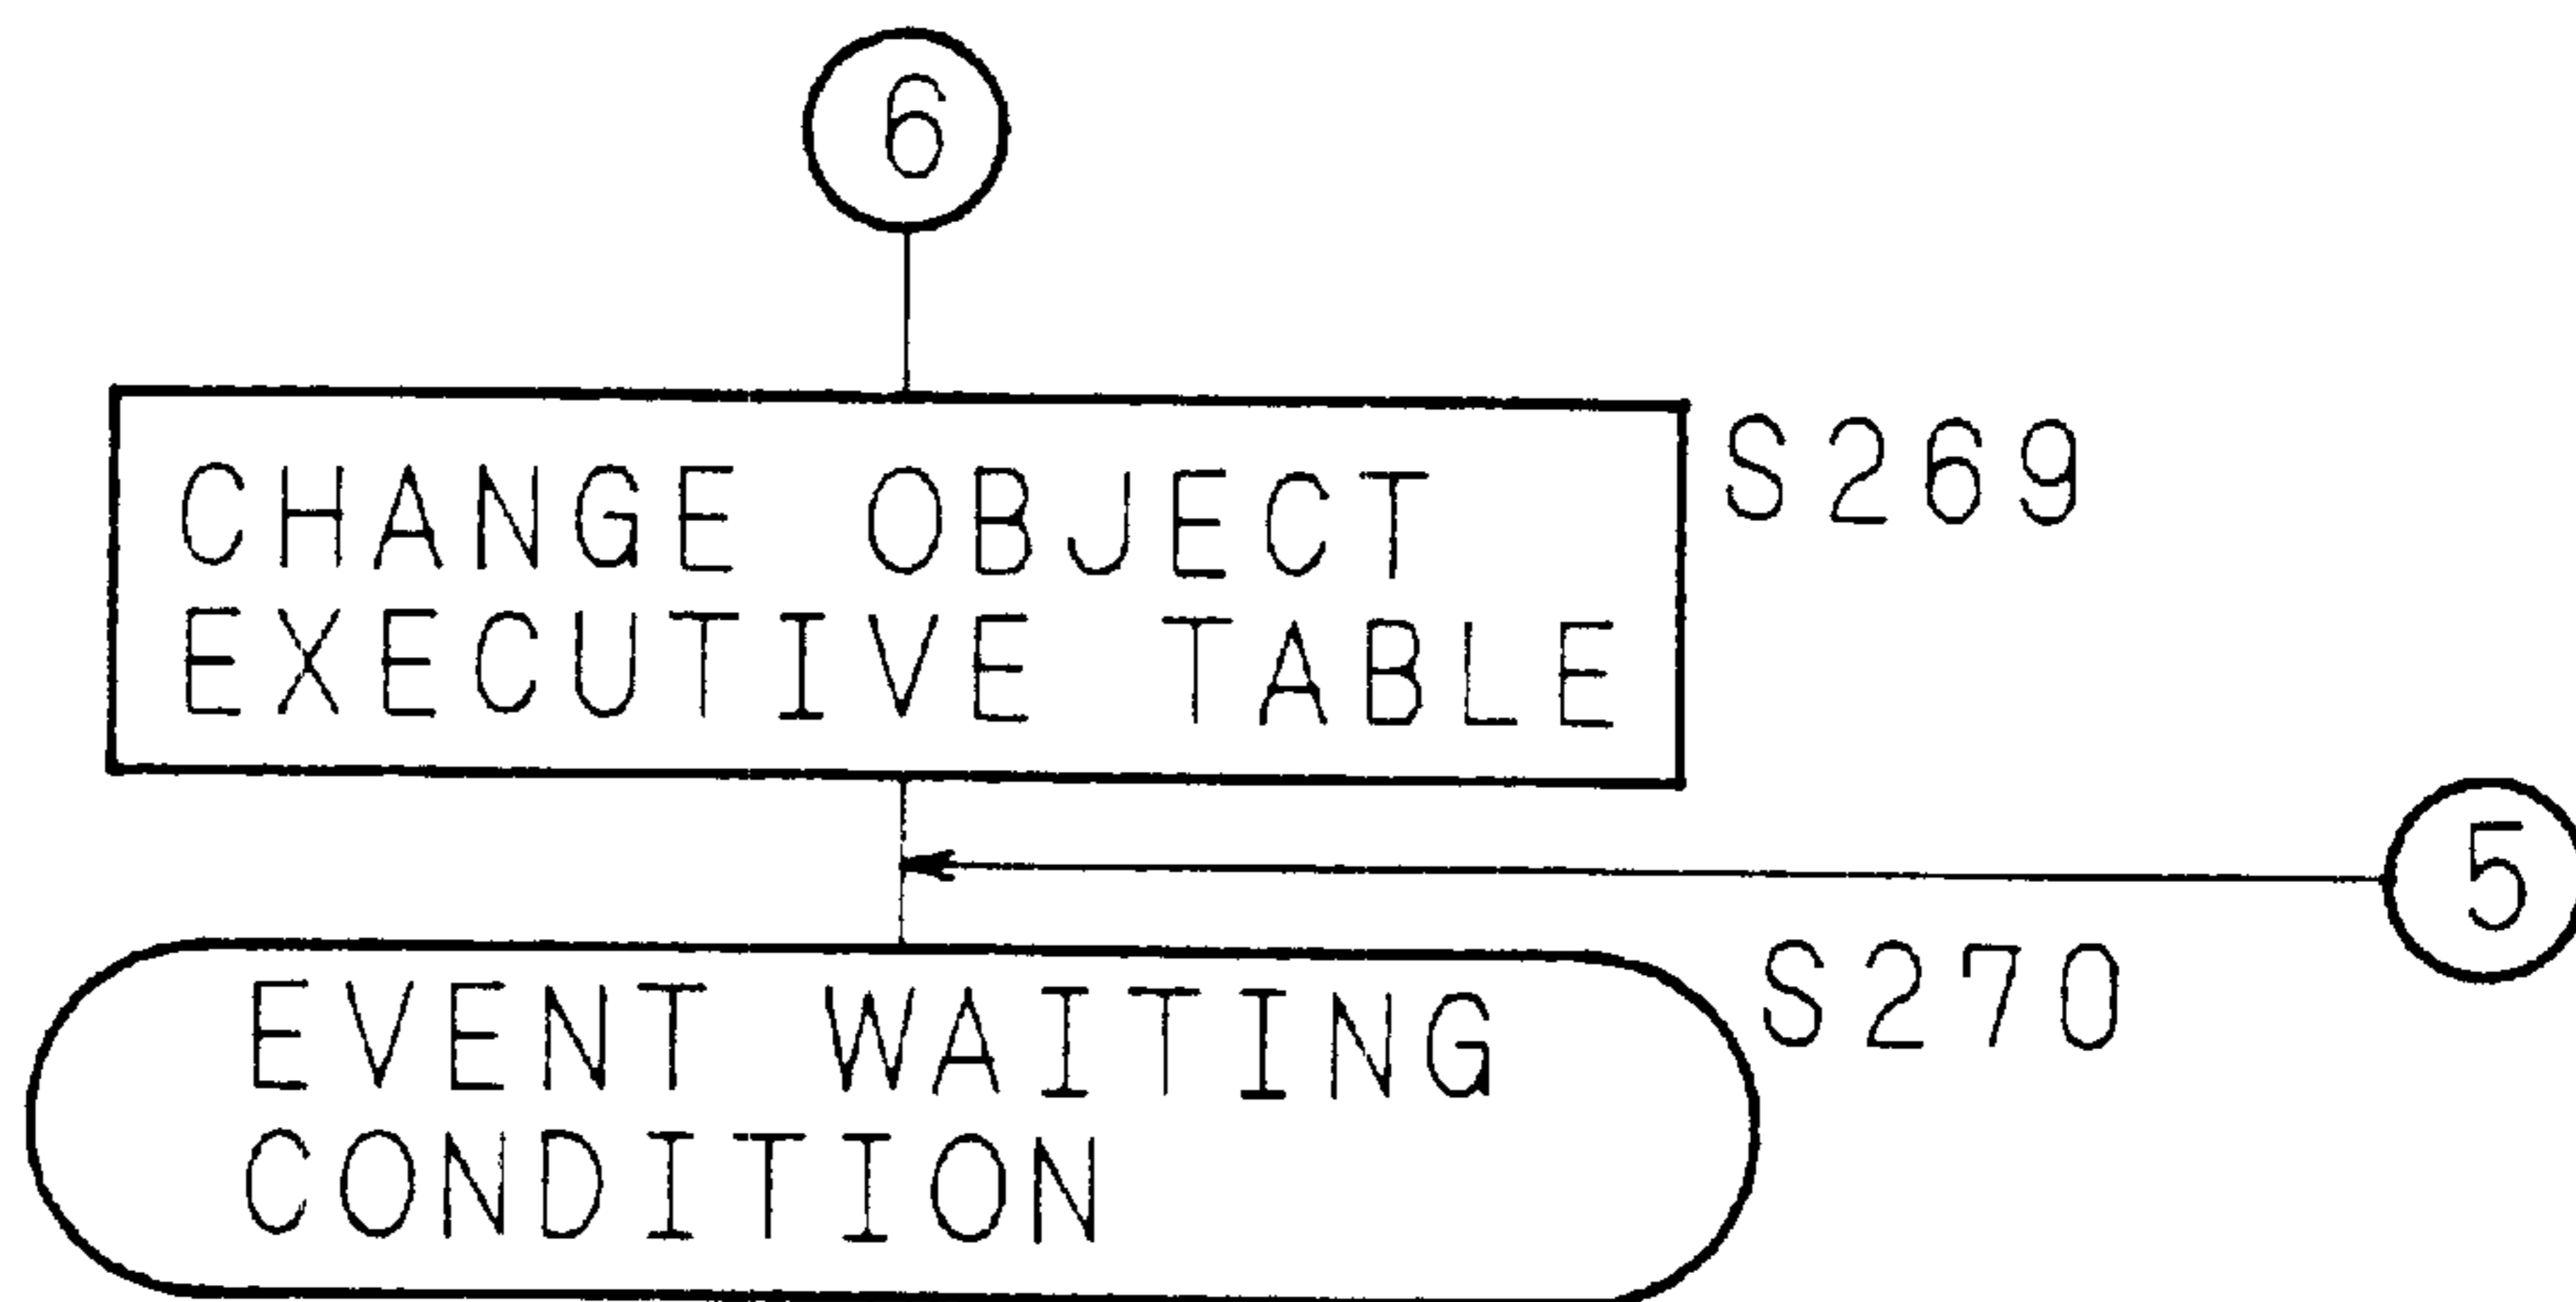 6
CHANGE OBJECT
EXECUTIVE TABLE
S269
5
EVENT WAITING
CONDITION
S270